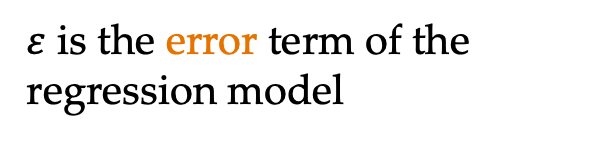 ε is the error term of the
regression model